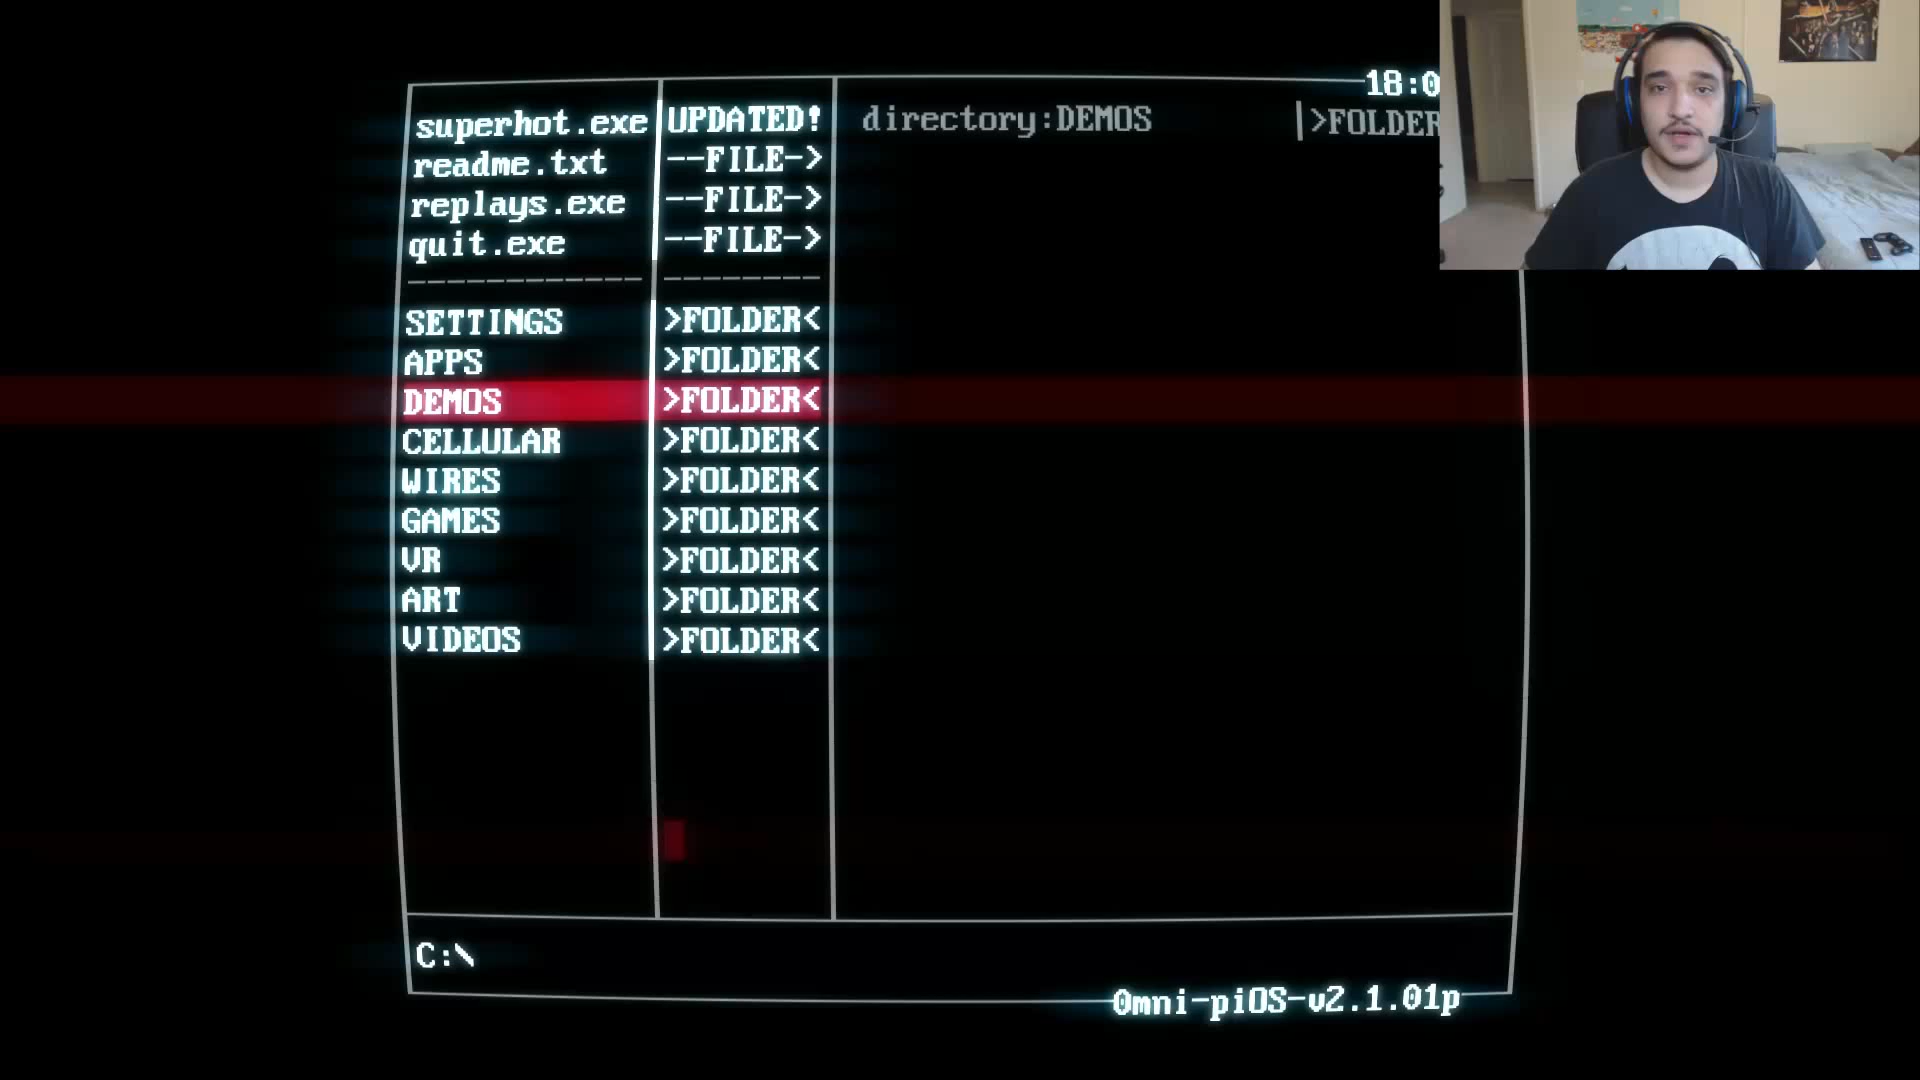 18:0
superhot.exe UPDATED! directory:DEMOS |>FOLDER
readme.txt --FILE->
replays.exe --FILE->
quit.exe --FILE->
------------ --------
SETTINGS >FOLDER<
APPS >FOLDER<
DEMOS >FOLDER<
CELLULAR >FOLDER<
WIRES >FOLDER<
GAMES >FOLDER<
VR >FOLDER<
ART >FOLDER<
VIDEOS >FOLDER<
C:\
Omni-piOS-v2.1.01p